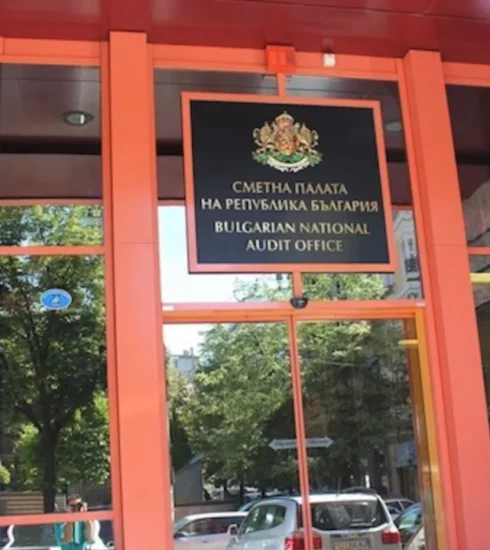 СМЕТНА ПАЛАТА
НА РЕПУБЛИКА БЪЛГАРИЯ
BULGARIAN NATIONAL
AUDIT OFFICE